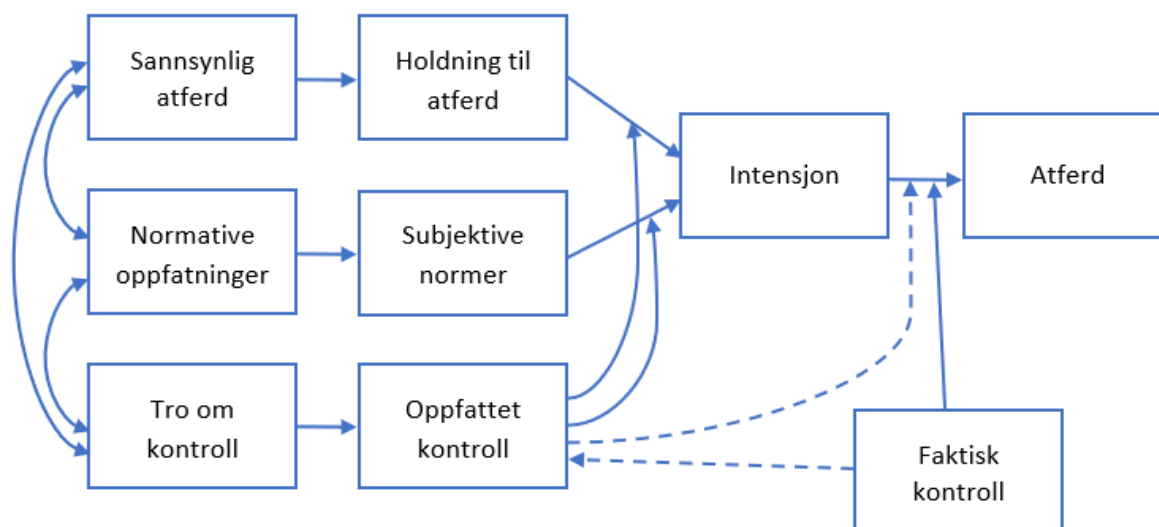 Sannsynlig
atferd
Holdning til
atferd
Intensjon
Atferd
Normative
oppfatninger
Subjektive
normer
Tro om
kontroll
Oppfattet
kontroll
Faktisk
kontroll